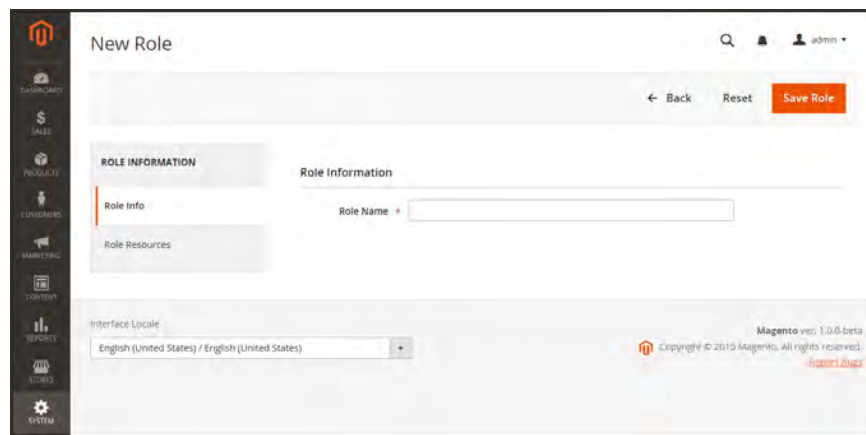 New Role
admin
DASHBOARD
← Back
Reset
Save Role
$
SALES
PRODUCTS
ROLE INFORMATION
Role Information
Role Info
Role Name *
CUSTOMERS
Role Resources
MARKETING
CONTENT
Interface Locale
REPORTS
English (United States) / English (United States)
Magento ver. 1.0.0-beta
Copyright © 2015 Magento. All rights reserved.
Report Bugs
STORES
SYSTEM